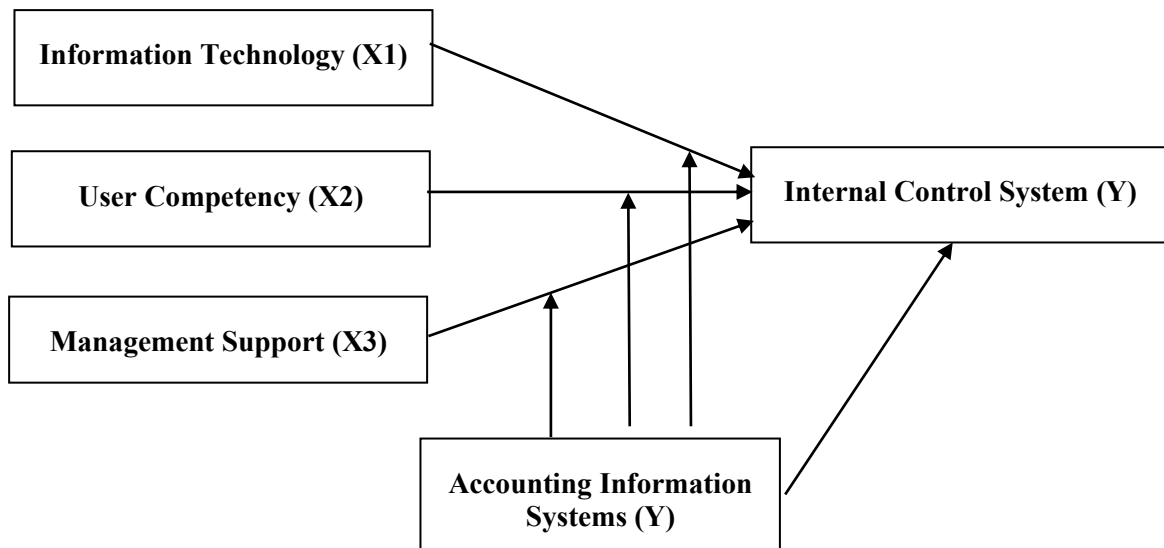 Information Technology (X1)
User Competency (X2)
Internal Control System (Y)
Management Support (X3)
Accounting Information
Systems (Y)